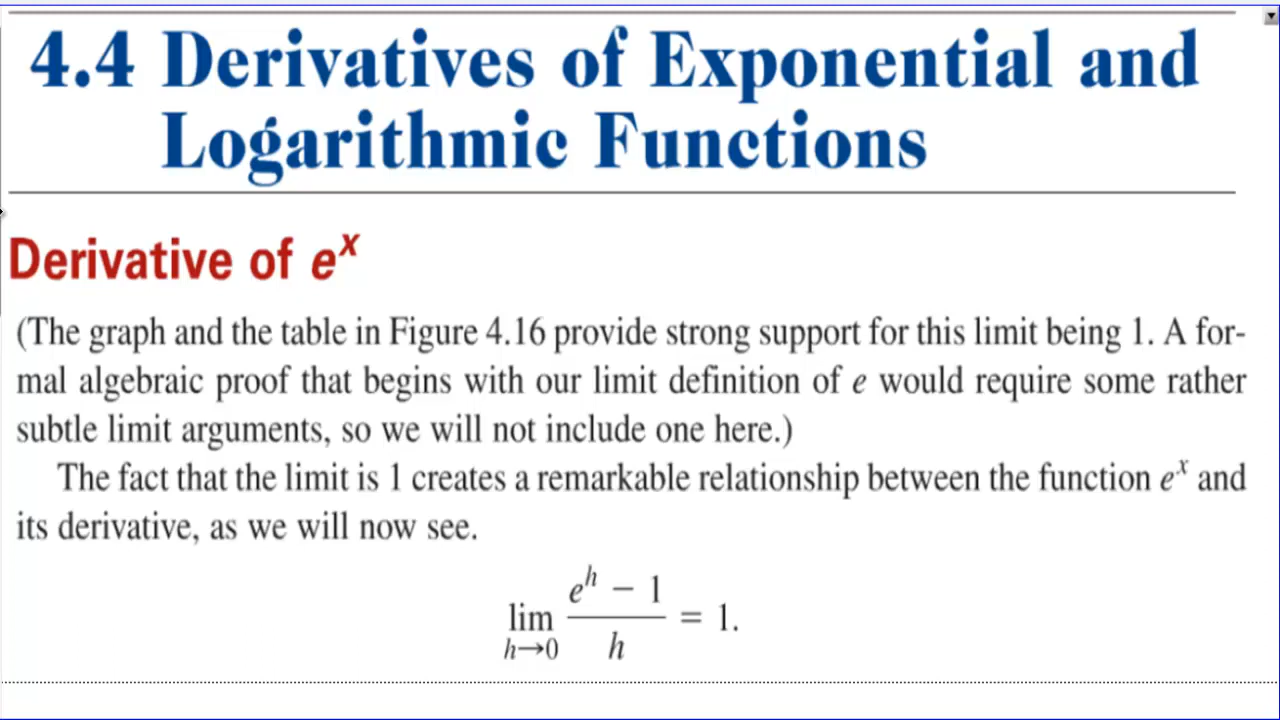 4.4 Derivatives of Exponential and
Logarithmic Functions
Derivative of eˣ
(The graph and the table in Figure 4.16 provide strong support for this limit being 1. A for-
mal algebraic proof that begins with our limit definition of e would require some rather
subtle limit arguments, so we will not include one here.)
The fact that the limit is 1 creates a remarkable relationship between the function eˣ and
its derivative, as we will now see.
lim_{h→0} (eʰ − 1)/h = 1.